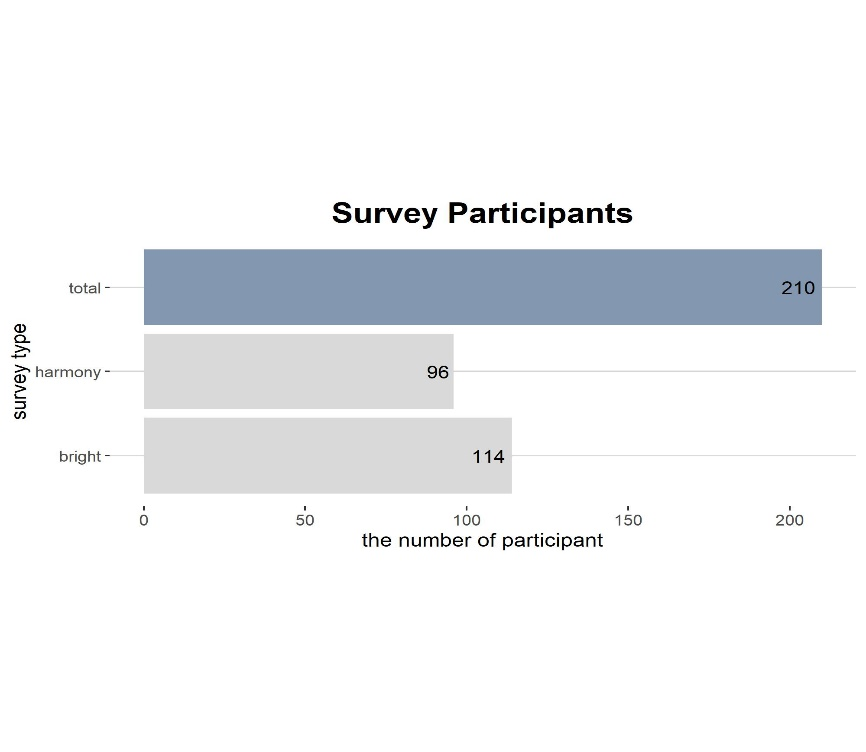 Survey Participants
total
210
survey type
harmony
96
bright
114
0 50 100 150 200
the number of participant